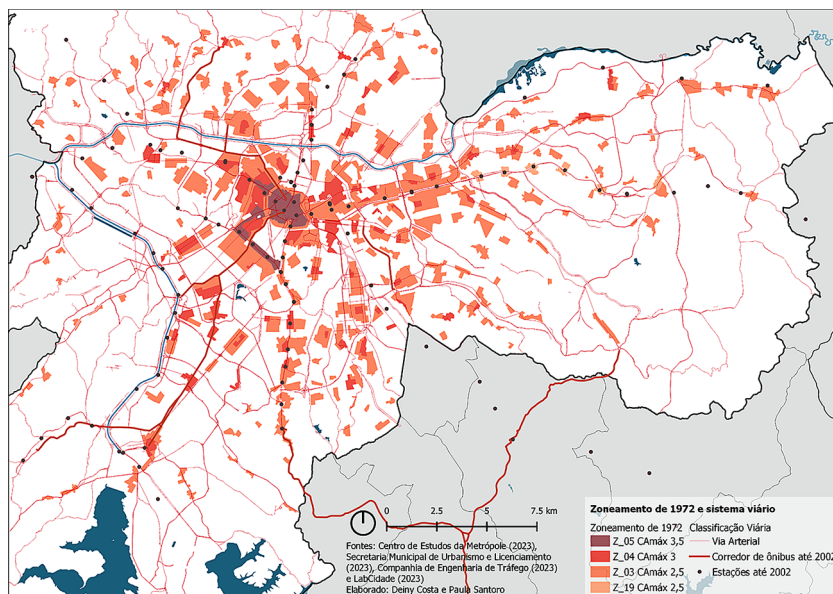 0 2.5 5 7.5 km
Fontes: Centro de Estudos da Metrópole (2023),
Secretaria Municipal de Urbanismo e Licenciamento
(2023), Companhia de Engenharia de Tráfego (2023)
e LabCidade (2023)
Elaborado: Deiny Costa e Paula Santoro
Zoneamento de 1972 e sistema viário
Zoneamento de 1972
Z_05 CAmáx 3,5
Z_04 CAmáx 3
Z_03 CAmáx 2,5
Z_19 CAmáx 2,5
Classificação Viária
Via Arterial
Corredor de ônibus até 2002
Estações até 2002